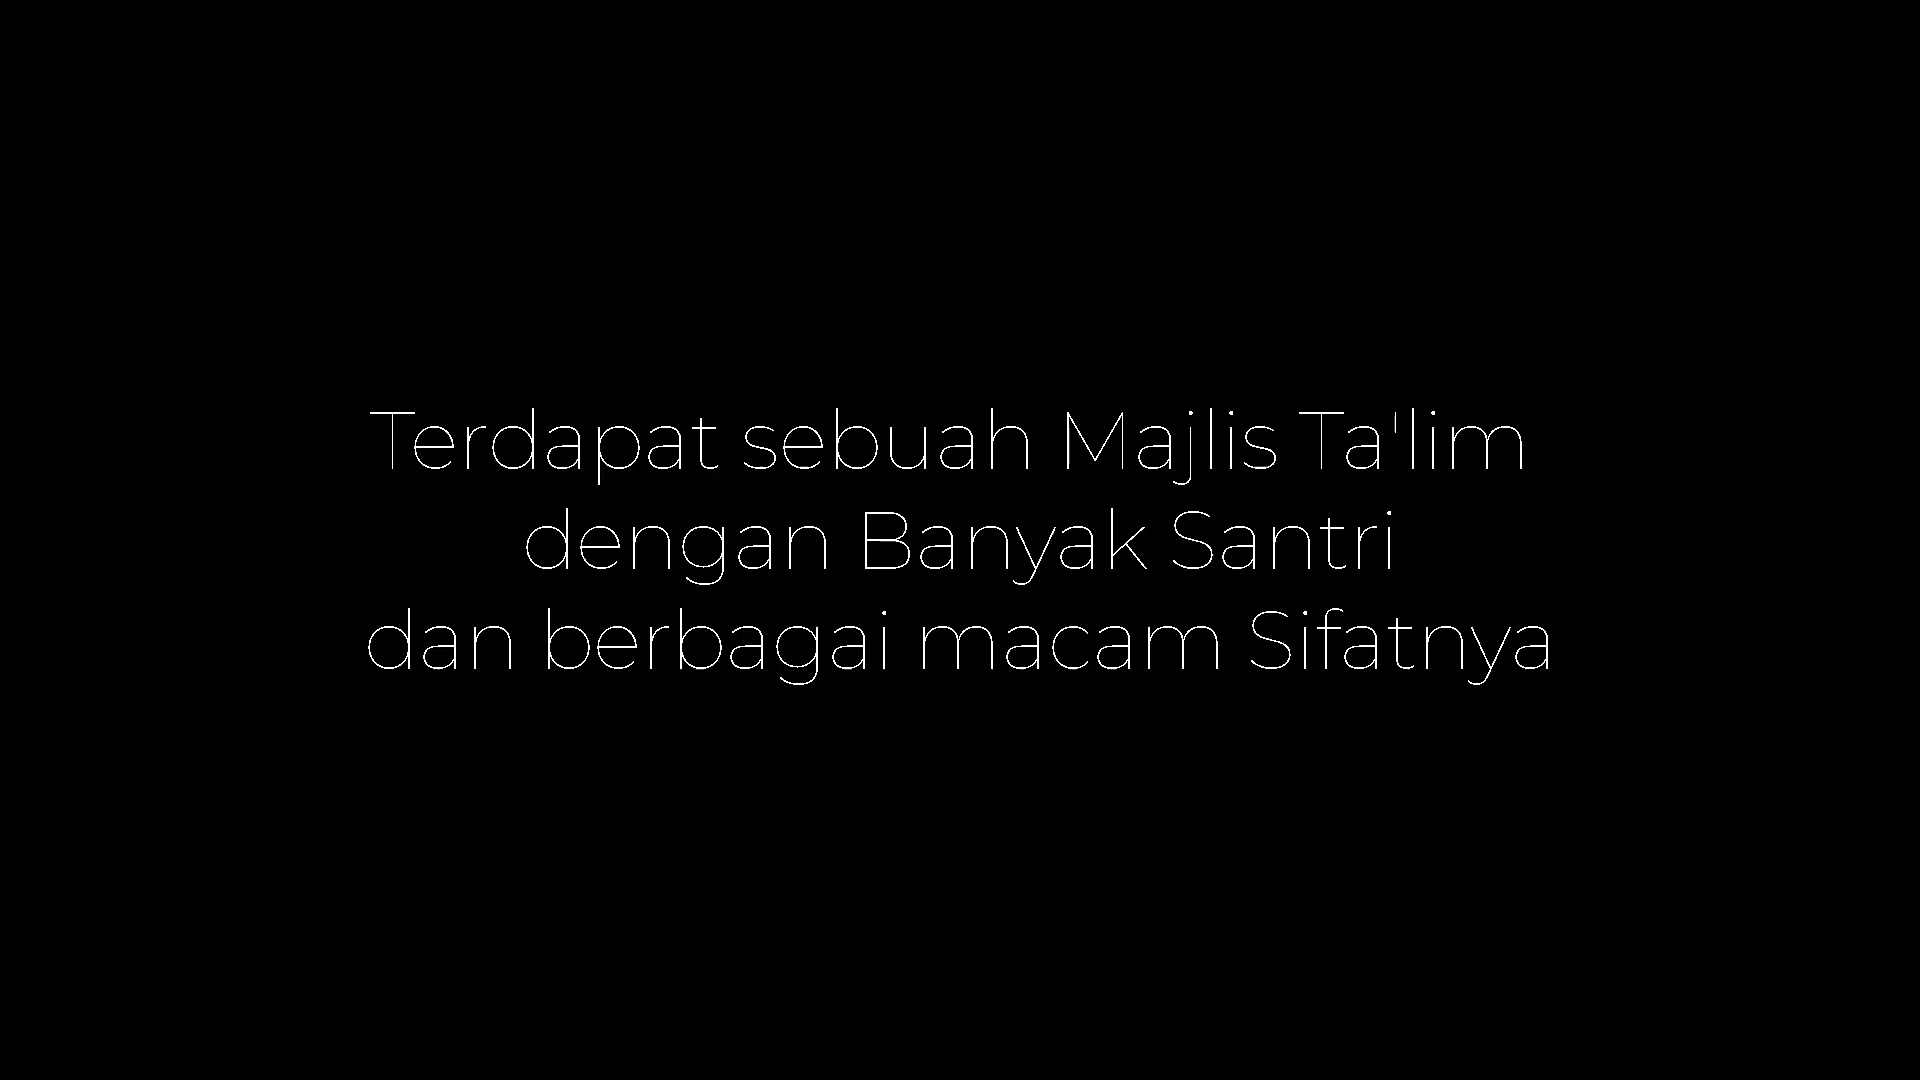 Terdapat sebuah Majlis Ta'lim
dengan Banyak Santri
dan berbagai macam Sifatnya